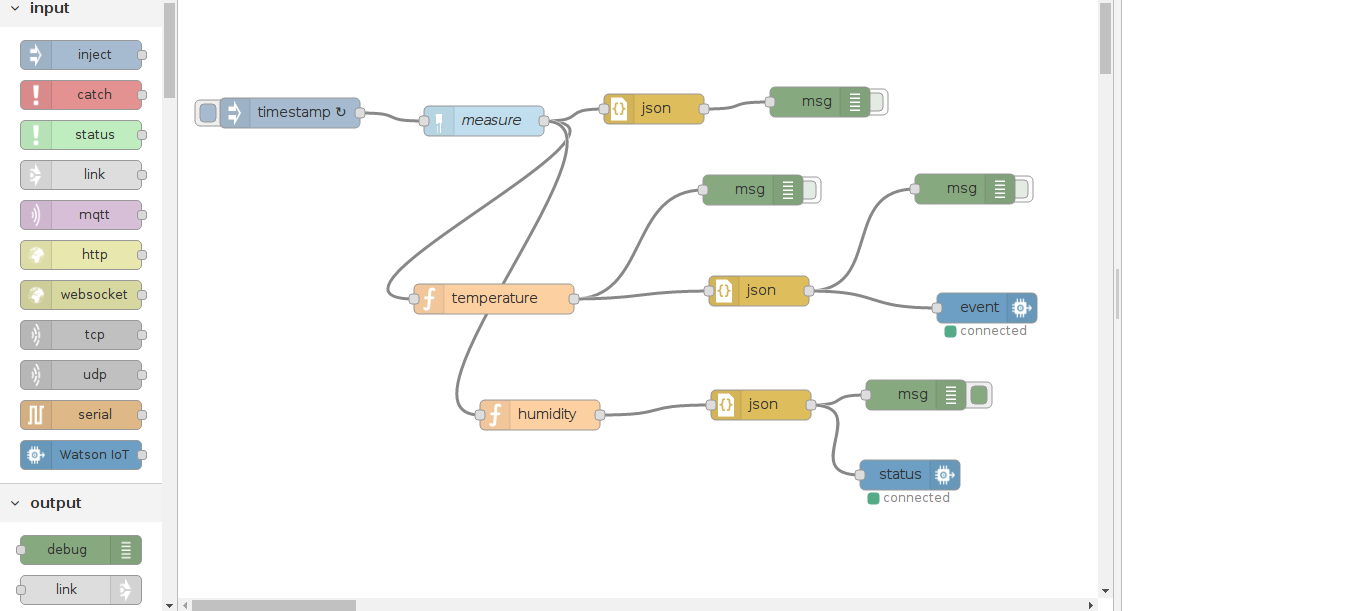 input
inject
catch
status
link
mqtt
http
websocket
tcp
udp
serial
Watson IoT
output
debug
link
timestamp ↻
measure
json
msg
msg
msg
temperature
json
event
connected
humidity
json
msg
status
connected